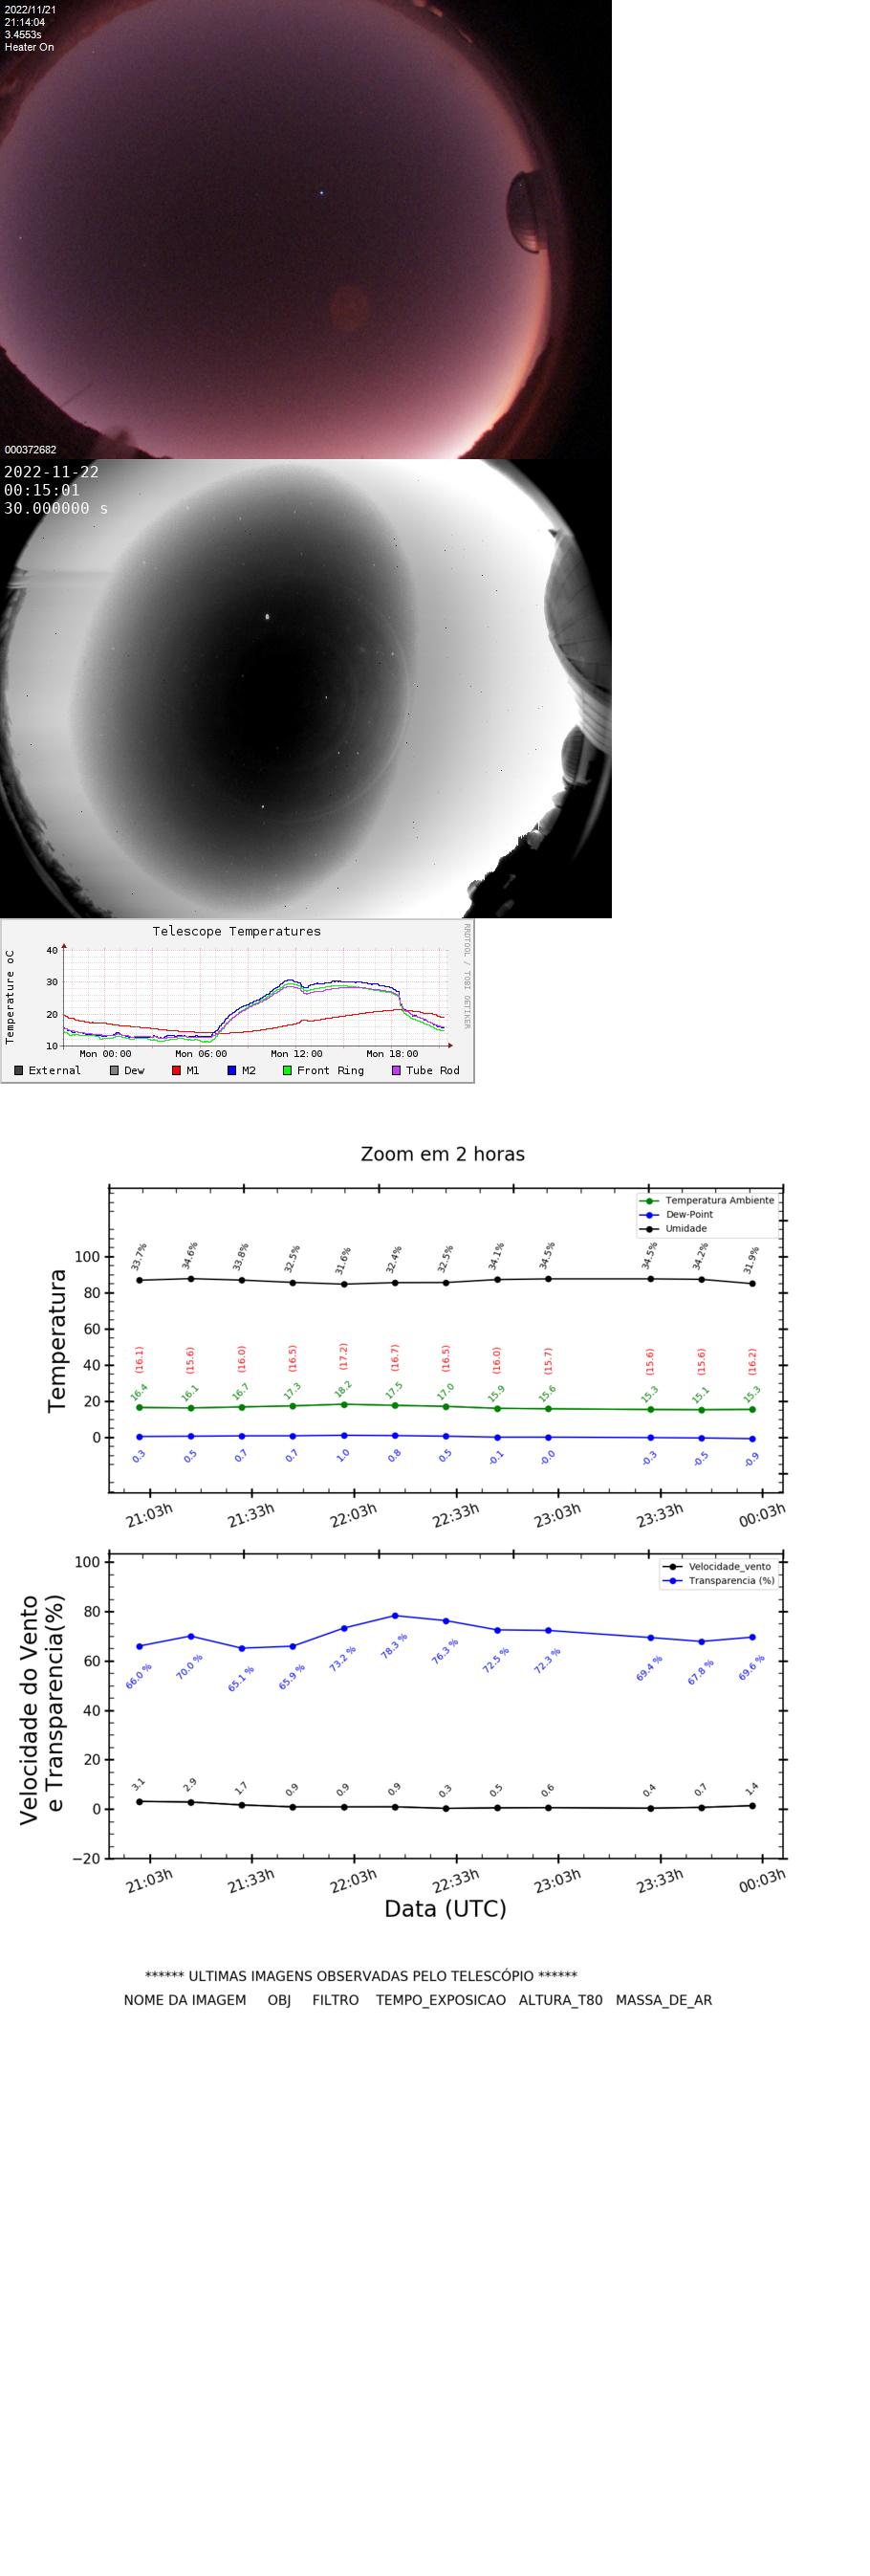 2022/11/21
21:14:04
3.4553s
Heater On
000372682
2022-11-22
00:15:01
30.000000 s
Telescope Temperatures
RRDTOOL / TOBI OETIKER
Temperature oC
40
30
20
10
Mon 00:00 Mon 06:00 Mon 12:00 Mon 18:00
External Dew M1 M2 Front Ring Tube Rod
Zoom em 2 horas
Temperatura Ambiente
Dew-Point
Umidade
Temperatura
100
80
60
40
20
0
33.7% 34.6% 33.8% 32.5% 31.6% 32.4% 32.5% 34.1% 34.5% 34.5% 34.2% 31.9%
(16.1) (15.6) (16.0) (16.5) (17.2) (16.7) (16.5) (16.0) (15.7) (15.6) (15.6) (16.2)
16.4 16.1 16.7 17.3 18.2 17.5 17.0 15.9 15.6 15.3 15.1 15.3
0.3 0.5 0.7 0.7 1.0 0.8 0.5 -0.1 -0.0 -0.3 -0.5 -0.9
21:03h 21:33h 22:03h 22:33h 23:03h 23:33h 00:03h
Velocidade_vento
Transparencia (%)
Velocidade do Vento
e Transparencia(%)
100
80
60
40
20
0
−20
66.0 % 70.0 % 65.1 % 65.9 % 73.2 % 78.3 % 76.3 % 72.5 % 72.3 % 69.4 % 67.8 % 69.6 %
3.1 2.9 1.7 0.9 0.9 0.9 0.3 0.5 0.6 0.4 0.7 1.4
21:03h 21:33h 22:03h 22:33h 23:03h 23:33h 00:03h
Data (UTC)
****** ULTIMAS IMAGENS OBSERVADAS PELO TELESCÓPIO ******
NOME DA IMAGEM OBJ FILTRO TEMPO_EXPOSICAO ALTURA_T80 MASSA_DE_AR